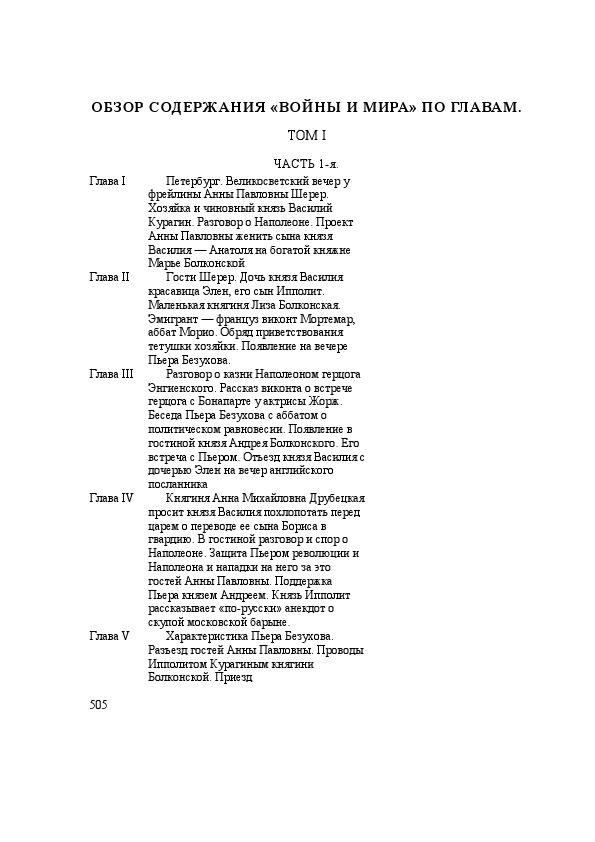 ОБЗОР СОДЕРЖАНИЯ «ВОЙНЫ И МИРА» ПО ГЛАВАМ.
ТОМ I
ЧАСТЬ 1-я.
Глава I Петербург. Великосветский вечер у
фрейлины Анны Павловны Шерер.
Хозяйка и чиновный князь Василий
Курагин. Разговор о Наполеоне. Проект
Анны Павловны женить сына князя
Василия — Анатоля на богатой княжне
Марье Болконской
Глава II Гости Шерер. Дочь князя Василия
красавица Элен, его сын Ипполит.
Маленькая княгиня Лиза Болконская.
Эмигрант — француз виконт Мортемар,
аббат Морио. Обряд приветствования
тетушки хозяйки. Появление на вечере
Пьера Безухова.
Глава III Разговор о казни Наполеоном герцога
Энгиенского. Рассказ виконта о встрече
герцога с Бонапарте у актрисы Жорж.
Беседа Пьера Безухова с аббатом о
политическом равновесии. Появление в
гостиной князя Андрея Болконского. Его
встреча с Пьером. Отъезд князя Василия с
дочерью Элен на вечер английского
посланника
Глава IV Княгиня Анна Михайловна Друбецкая
просит князя Василия похлопотать перед
царем о переводе ее сына Бориса в
гвардию. В гостиной разговор и спор о
Наполеоне. Защита Пьером революции и
Наполеона и нападки на него за это
гостей Анны Павловны. Поддержка
Пьера князем Андреем. Князь Ипполит
рассказывает «по-русски» анекдот о
скупой московской барыне.
Глава V Характеристика Пьера Безухова.
Разъезд гостей Анны Павловны. Проводы
Ипполитом Курагиным княгини
Болконской. Приезд
505